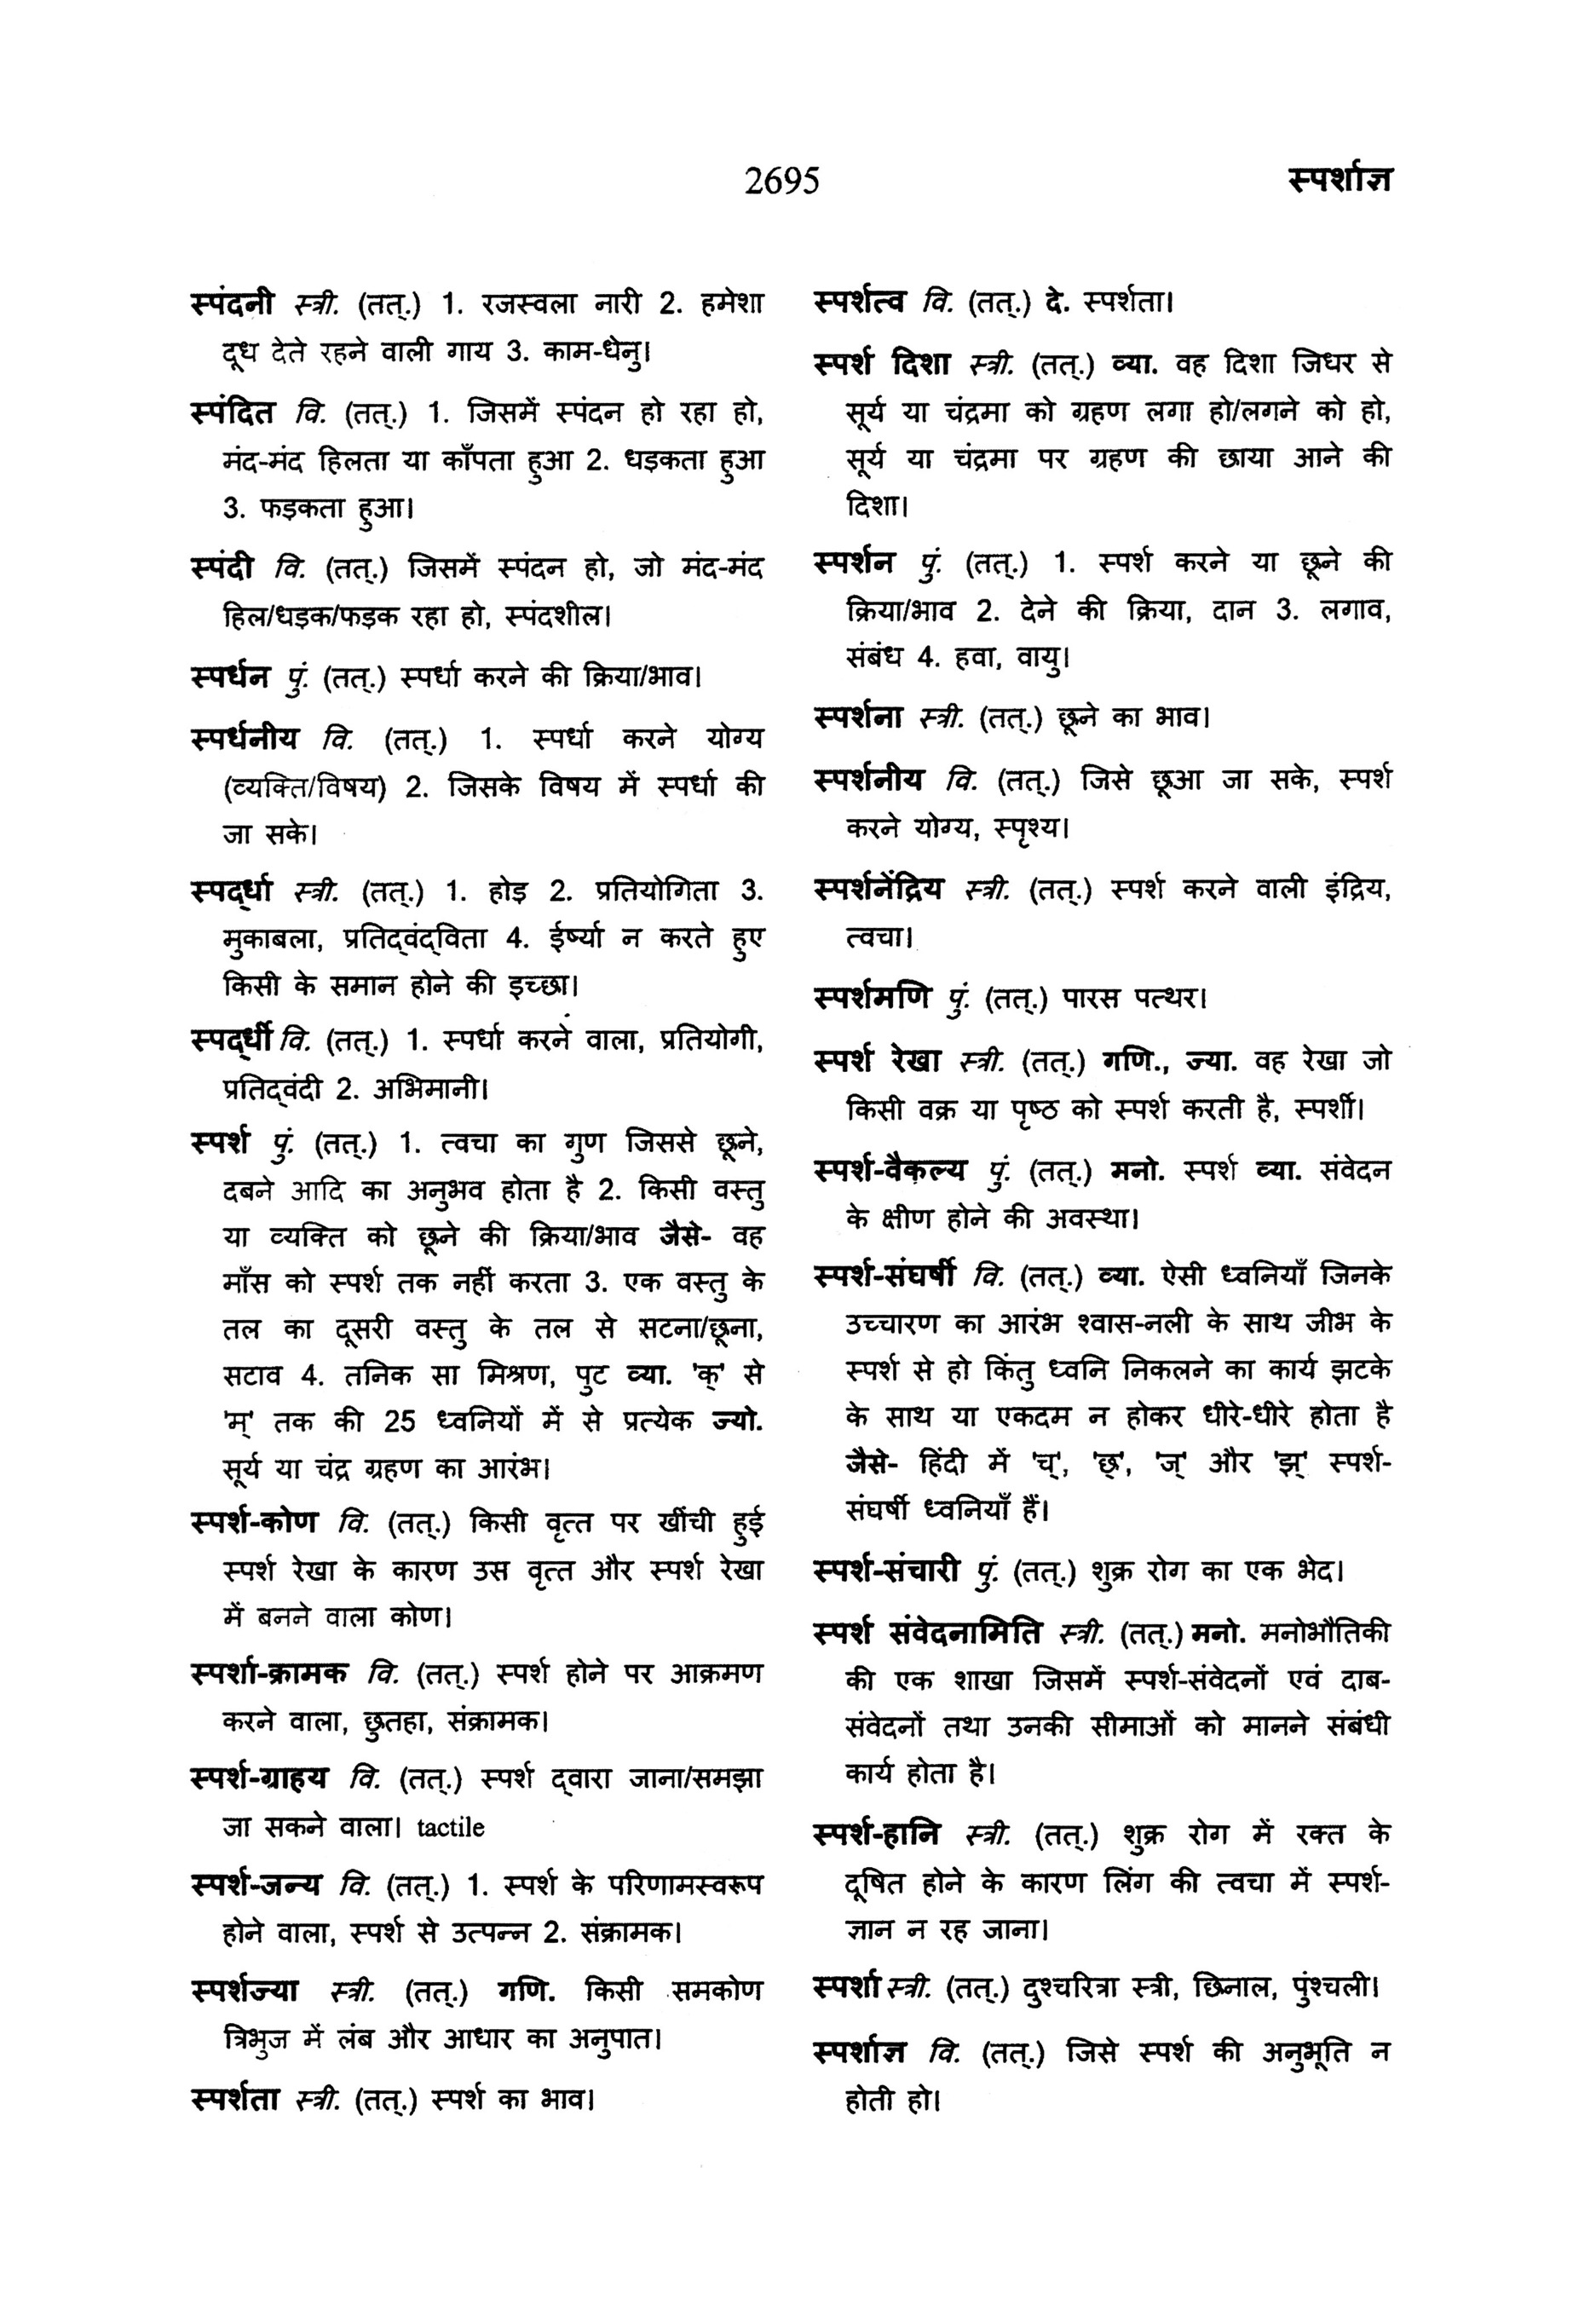 2695
स्पर्शाज्ञ
स्पंदनी स्त्री. (तत्.) 1. रजस्वला नारी 2. हमेशा
दूध देते रहने वाली गाय 3. काम-धेनु।
स्पंदित वि. (तत्.) 1. जिसमें स्पंदन हो रहा हो,
मंद-मंद हिलता या काँपता हुआ 2. धड़कता हुआ
3. फड़कता हुआ।
स्पंदी वि. (तत्.) जिसमें स्पंदन हो, जो मंद-मंद
हिल/धड़क/फड़क रहा हो, स्पंदशील।
स्पर्धन पुं. (तत्.) स्पर्धा करने की क्रिया/भाव।
स्पर्धनीय वि. (तत्.) 1. स्पर्धा करने योग्य
(व्यक्ति/विषय) 2. जिसके विषय में स्पर्धा की
जा सके।
स्पद्र्धा स्त्री. (तत्.) 1. होड़ 2. प्रतियोगिता 3.
मुकाबला, प्रतिद्वंद्विता 4. ईर्ष्या न करते हुए
किसी के समान होने की इच्छा।
स्पद्र्धी वि. (तत्.) 1. स्पर्धा करने वाला, प्रतियोगी,
प्रतिद्वंदी 2. अभिमानी।
स्पर्श पुं. (तत्.) 1. त्वचा का गुण जिससे छूने,
दबने आदि का अनुभव होता है 2. किसी वस्तु
या व्यक्ति को छूने की क्रिया/भाव जैसे- वह
माँस को स्पर्श तक नहीं करता 3. एक वस्तु के
तल का दूसरी वस्तु के तल से सटना/छूना,
सटाव 4. तनिक सा मिश्रण, पुट व्या. 'क्' से
'म्' तक की 25 ध्वनियों में से प्रत्येक ज्यो.
सूर्य या चंद्र ग्रहण का आरंभ।
स्पर्श-कोण वि. (तत्.) किसी वृत्त पर खींची हुई
स्पर्श रेखा के कारण उस वृत्त और स्पर्श रेखा
में बनने वाला कोण।
स्पर्शा-क्रामक वि. (तत्.) स्पर्श होने पर आक्रमण
करने वाला, छुतहा, संक्रामक।
स्पर्श-ग्राहय वि. (तत्.) स्पर्श द्वारा जाना/समझा
जा सकने वाला। tactile
स्पर्श-जन्य वि. (तत्.) 1. स्पर्श के परिणामस्वरूप
होने वाला, स्पर्श से उत्पन्न 2. संक्रामक।
स्पर्शज्या स्त्री. (तत्.) गणि. किसी समकोण
त्रिभुज में लंब और आधार का अनुपात।
स्पर्शता स्त्री. (तत्.) स्पर्श का भाव।
स्पर्शत्व वि. (तत्.) दे. स्पर्शता।
स्पर्श दिशा स्त्री. (तत्.) व्या. वह दिशा जिधर से
सूर्य या चंद्रमा को ग्रहण लगा हो/लगने को हो,
सूर्य या चंद्रमा पर ग्रहण की छाया आने की
दिशा।
स्पर्शन पुं. (तत्.) 1. स्पर्श करने या छूने की
क्रिया/भाव 2. देने की क्रिया, दान 3. लगाव,
संबंध 4. हवा, वायु।
स्पर्शना स्त्री. (तत्.) छूने का भाव।
स्पर्शनीय वि. (तत्.) जिसे छूआ जा सके, स्पर्श
करने योग्य, स्पृश्य।
स्पर्शनेंद्रिय स्त्री. (तत्.) स्पर्श करने वाली इंद्रिय,
त्वचा।
स्पर्शमणि पुं. (तत्.) पारस पत्थर।
स्पर्श रेखा स्त्री. (तत्.) गणि., ज्या. वह रेखा जो
किसी वक्र या पृष्ठ को स्पर्श करती है, स्पर्शी।
स्पर्श-वैकल्य पुं. (तत्.) मनो. स्पर्श व्या. संवेदन
के क्षीण होने की अवस्था।
स्पर्श-संघर्षी वि. (तत्.) व्या. ऐसी ध्वनियाँ जिनके
उच्चारण का आरंभ श्वास-नली के साथ जीभ के
स्पर्श से हो किंतु ध्वनि निकलने का कार्य झटके
के साथ या एकदम न होकर धीरे-धीरे होता है
जैसे- हिंदी में 'च्', 'छ्', 'ज्' और 'झ्' स्पर्श-
संघर्षी ध्वनियाँ हैं।
स्पर्श-संचारी पुं. (तत्.) शुक्र रोग का एक भेद।
स्पर्श संवेदनामिति स्त्री. (तत्.) मनो. मनोभौतिकी
की एक शाखा जिसमें स्पर्श-संवेदनों एवं दाब-
संवेदनों तथा उनकी सीमाओं को मानने संबंधी
कार्य होता है।
स्पर्श-हानि स्त्री. (तत्.) शुक्र रोग में रक्त के
दूषित होने के कारण लिंग की त्वचा में स्पर्श-
ज्ञान न रह जाना।
स्पर्शा स्त्री. (तत्.) दुश्चरित्रा स्त्री, छिनाल, पुंश्चली।
स्पर्शाज्ञ वि. (तत्.) जिसे स्पर्श की अनुभूति न
होती हो।